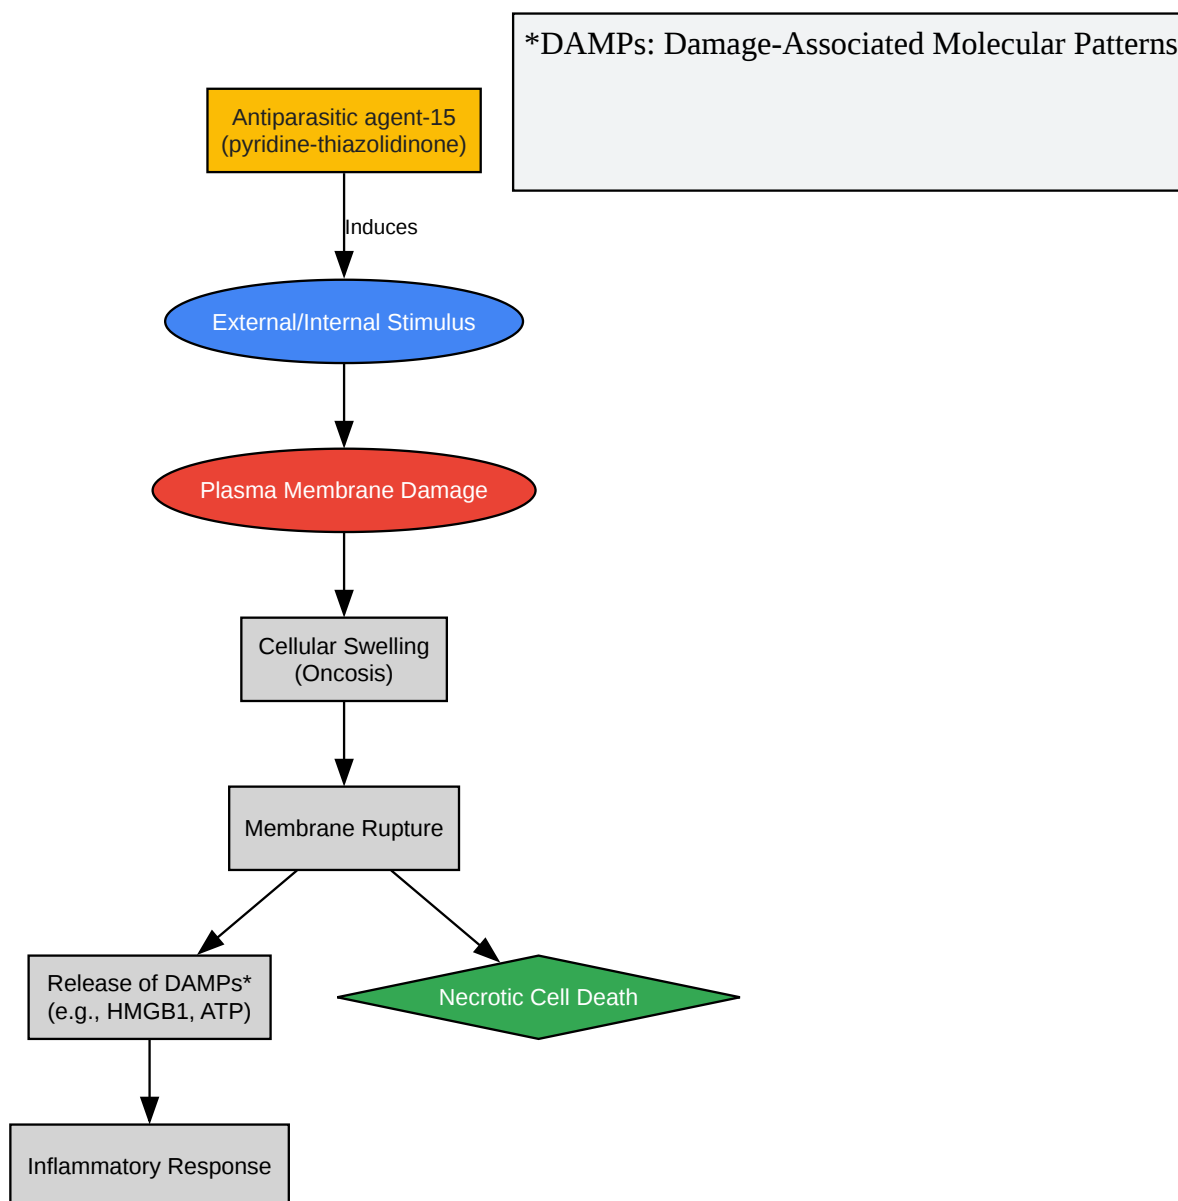 *DAMPs: Damage-Associated Molecular Patterns
Antiparasitic agent-15
(pyridine-thiazolidinone)
Induces
External/Internal Stimulus
Plasma Membrane Damage
Cellular Swelling
(Oncosis)
Membrane Rupture
Release of DAMPs*
(e.g., HMGB1, ATP)
Necrotic Cell Death
Inflammatory Response